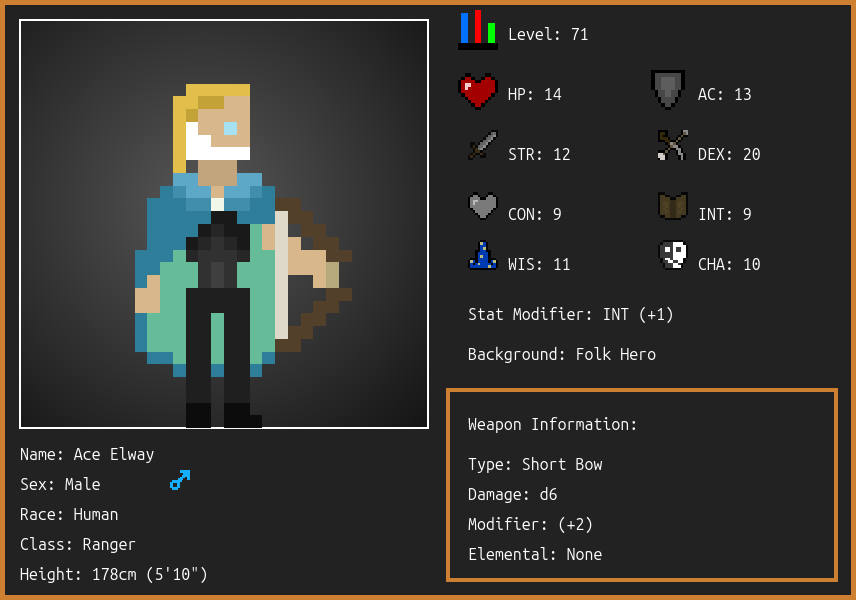 Level: 71
HP: 14
AC: 13
STR: 12
DEX: 20
CON: 9
INT: 9
WIS: 11
CHA: 10
Stat Modifier: INT (+1)
Background: Folk Hero
Weapon Information:
Type: Short Bow
Damage: d6
Modifier: (+2)
Elemental: None
Name: Ace Elway
Sex: Male
Race: Human
Class: Ranger
Height: 178cm (5'10")